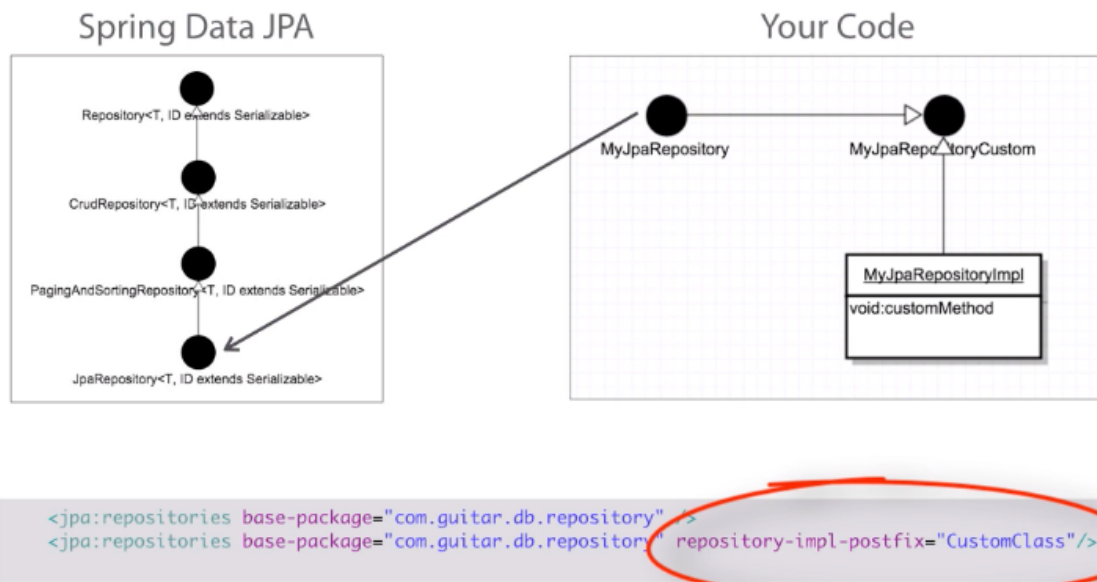 Spring Data JPA
Your Code
Repository<T, ID extends Serializable>
CrudRepository<T, ID extends Serializable>
PagingAndSortingRepository<T, ID extends Serializable>
JpaRepository<T, ID extends Serializable>
MyJpaRepository
MyJpaRepositoryCustom
MyJpaRepositoryImpl
void:customMethod
<jpa:repositories base-package="com.guitar.db.repository" />
<jpa:repositories base-package="com.guitar.db.repository" repository-impl-postfix="CustomClass"/>